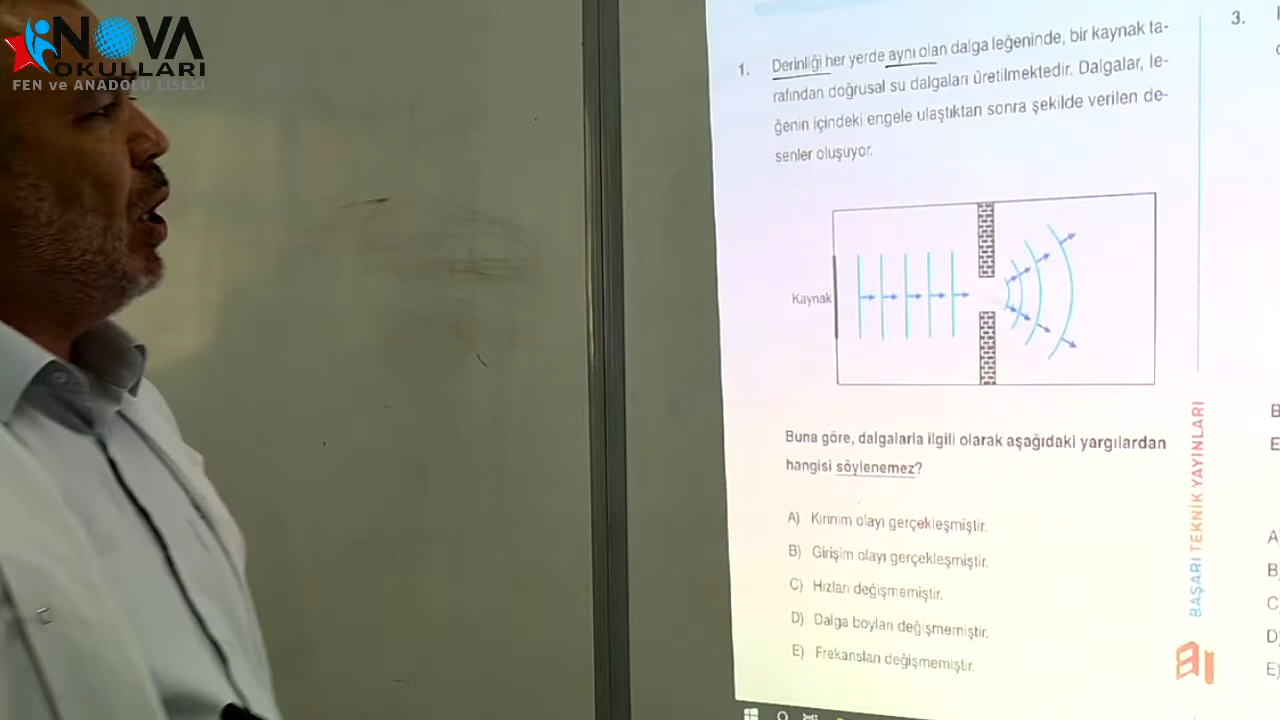 NOVA
OKULLARI
FEN ve ANADOLU LİSESİ
1. Derinliği her yerde aynı olan dalga leğeninde, bir kaynak ta-
rafından doğrusal su dalgaları üretilmektedir. Dalgalar, le-
ğenin içindeki engele ulaştıktan sonra şekilde verilen de-
senler oluşuyor.
Kaynak
Buna göre, dalgalarla ilgili olarak aşağıdaki yargılardan
hangisi söylenemez?
A) Kırınım olayı gerçekleşmiştir.
B) Girişim olayı gerçekleşmiştir.
C) Hızları değişmemiştir.
D) Dalga boyları değişmemiştir.
E) Frekansları değişmemiştir.
BAŞARI TEKNİK YAYINLARI
3.
B
E
A
B
C
D
E)